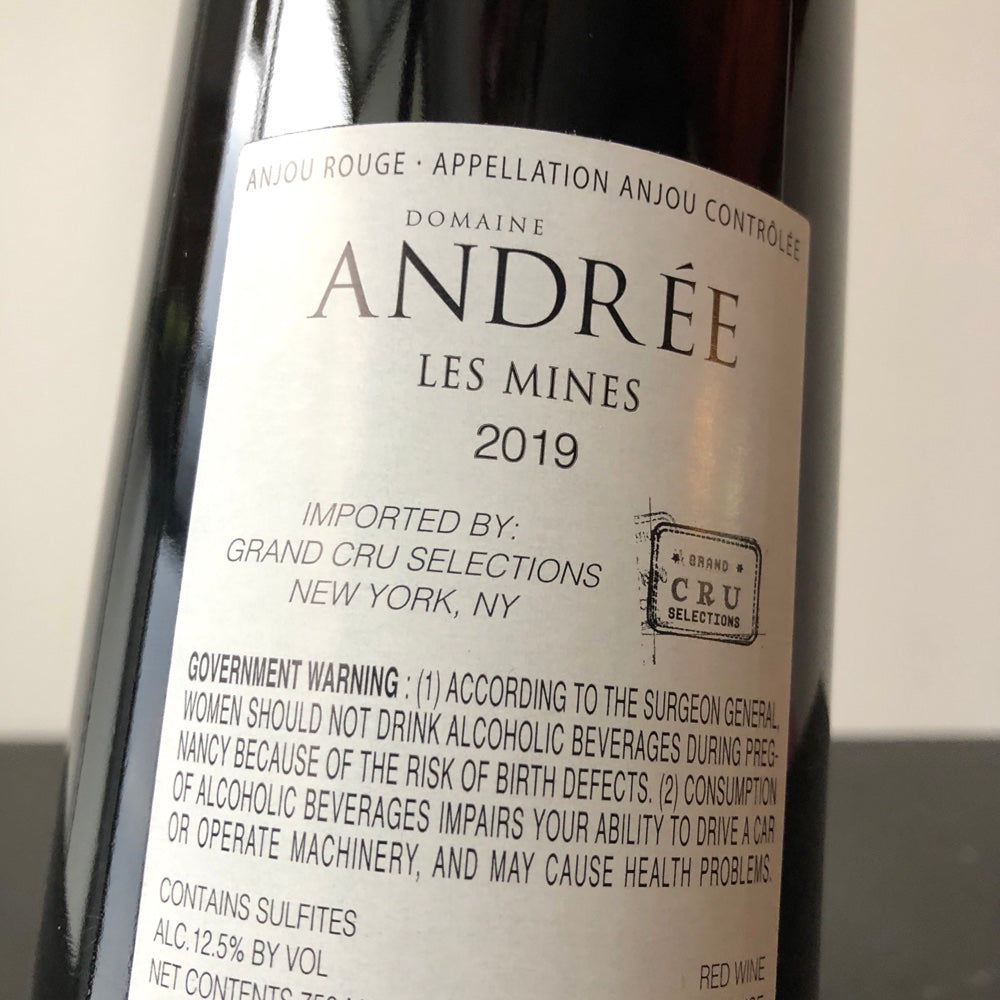 ANJOU ROUGE · APPELLATION ANJOU CONTRÔLÉE
DOMAINE
ANDRÉE
LES MINES
2019
IMPORTED BY:
GRAND CRU SELECTIONS
NEW YORK, NY
GRAND
CRU
SELECTIONS
GOVERNMENT WARNING : (1) ACCORDING TO THE SURGEON GENERAL,
WOMEN SHOULD NOT DRINK ALCOHOLIC BEVERAGES DURING PREG-
NANCY BECAUSE OF THE RISK OF BIRTH DEFECTS. (2) CONSUMPTION
OF ALCOHOLIC BEVERAGES IMPAIRS YOUR ABILITY TO DRIVE A CAR
OR OPERATE MACHINERY, AND MAY CAUSE HEALTH PROBLEMS.
CONTAINS SULFITES
ALC.12.5% BY VOL
RED WINE
NET CONTENTS